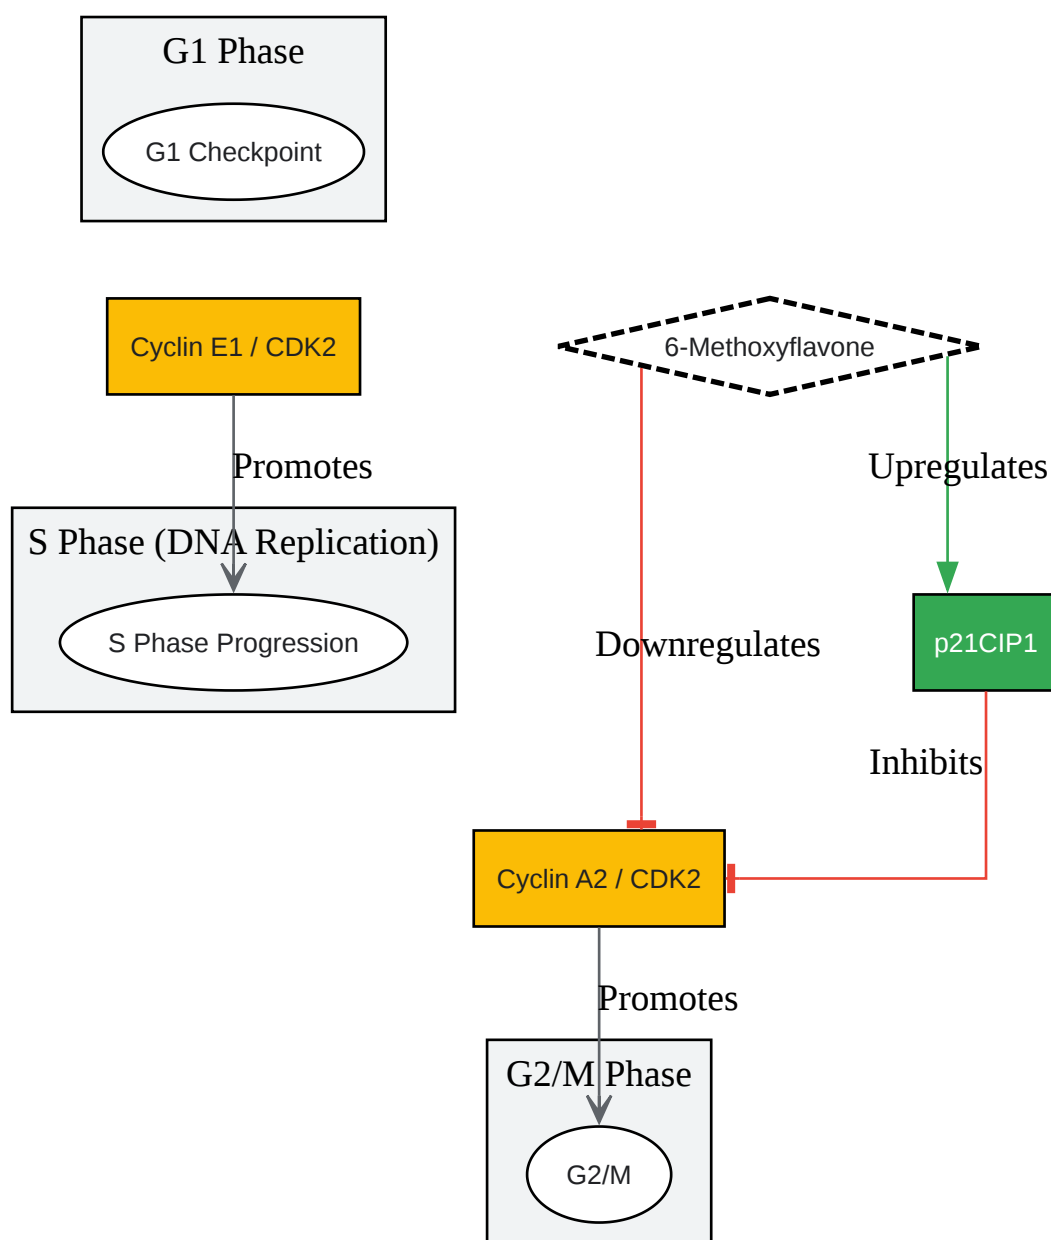 G1 Phase
G1 Checkpoint
Cyclin E1 / CDK2
6-Methoxyflavone
Promotes
Upregulates
S Phase (DNA Replication)
S Phase Progression
Downregulates
p21CIP1
Inhibits
Cyclin A2 / CDK2
Promotes
G2/M Phase
G2/M